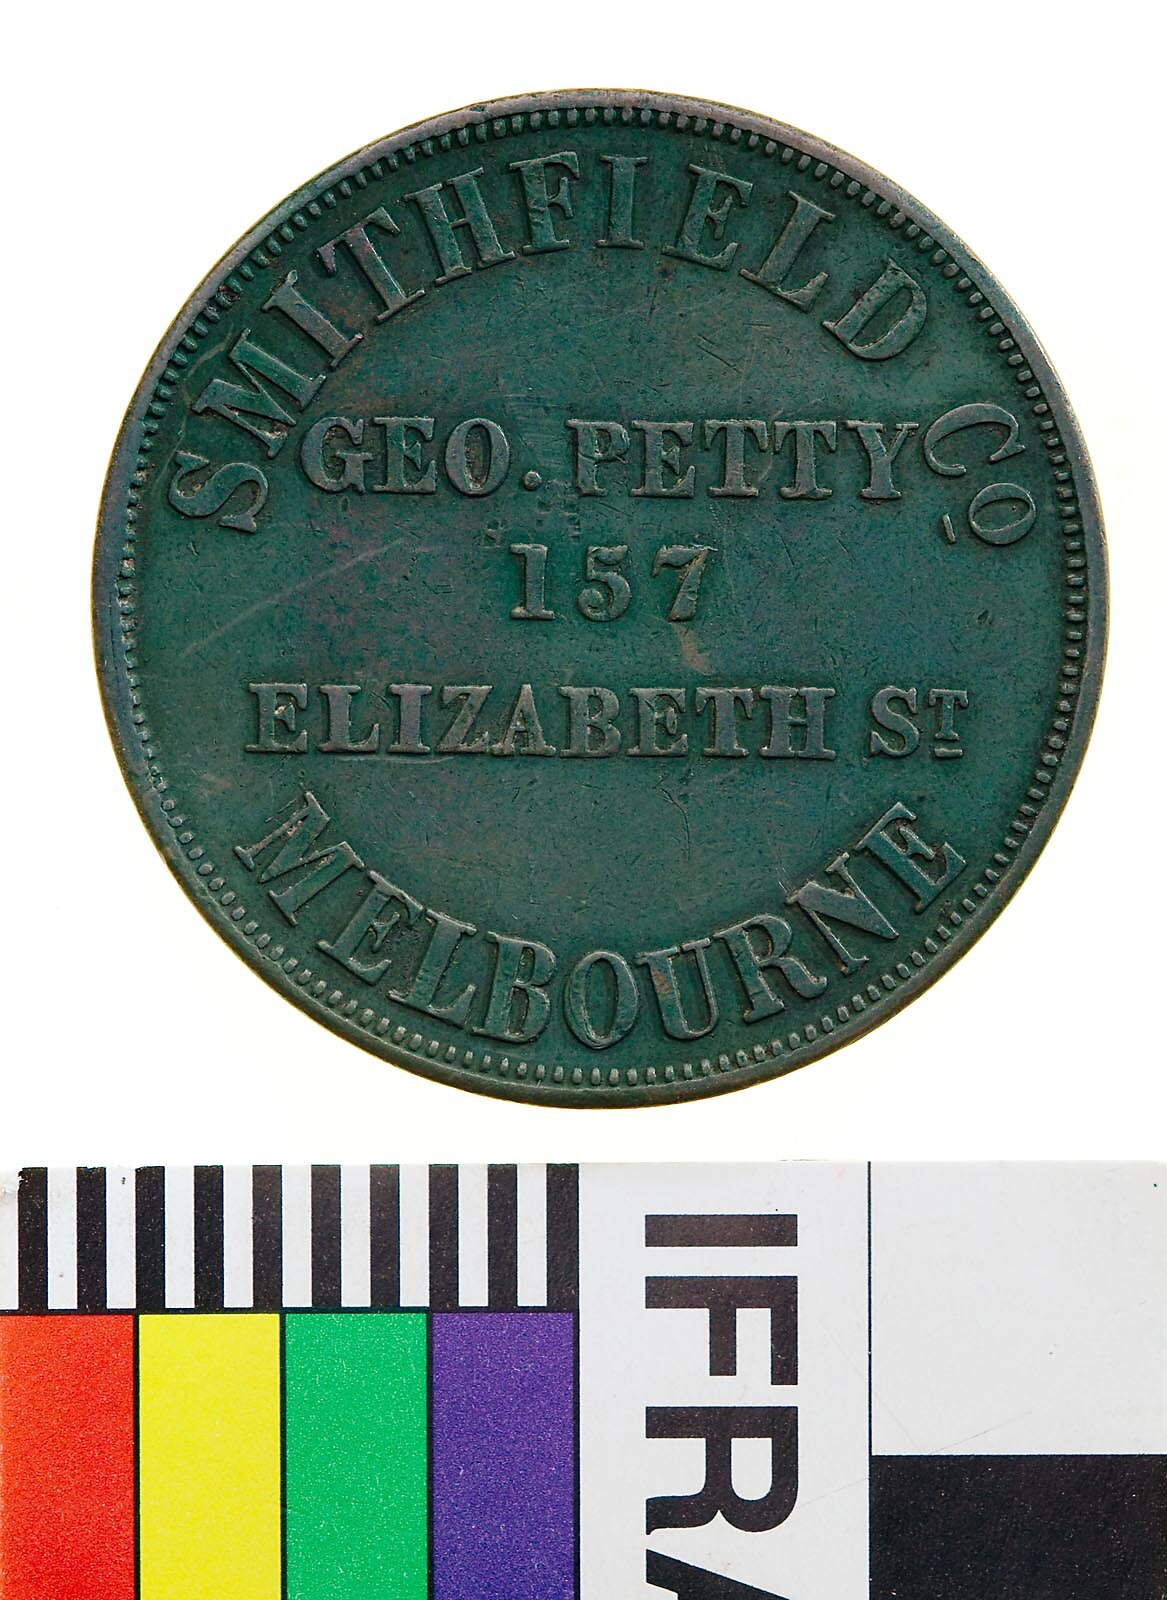 SMITHFIELD Co
GEO. PETTY
157
ELIZABETH ST
MELBOURNE
IFRA